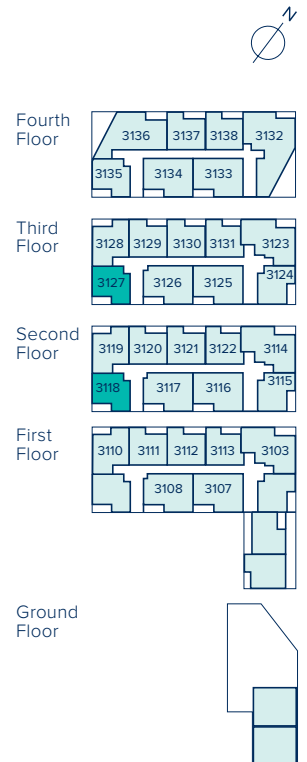 N
Fourth
Floor
3136 3137 3138 3132
3135 3134 3133
Third
Floor
3128 3129 3130 3131 3123
3127 3126 3125 3124
Second
Floor
3119 3120 3121 3122 3114
3118 3117 3116 3115
First
Floor
3110 3111 3112 3113 3103
3108 3107
Ground
Floor